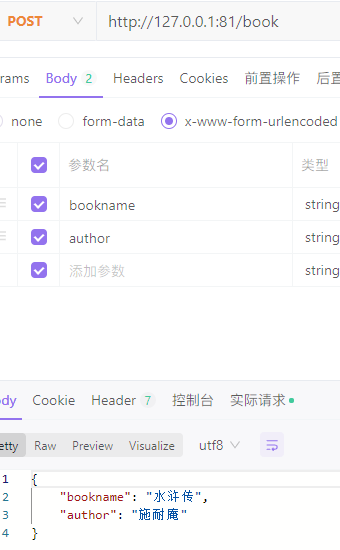 POST http://127.0.0.1:81/book
rams Body 2 Headers Cookies 前置操作 后置
none form-data x-www-form-urlencoded
参数名 类型
bookname string
author string
添加参数 string
ody Cookie Header 7 控制台 实际请求
etty Raw Preview Visualize utf8
1 {
2 "bookname": "水浒传",
3 "author": "施耐庵"
4 }